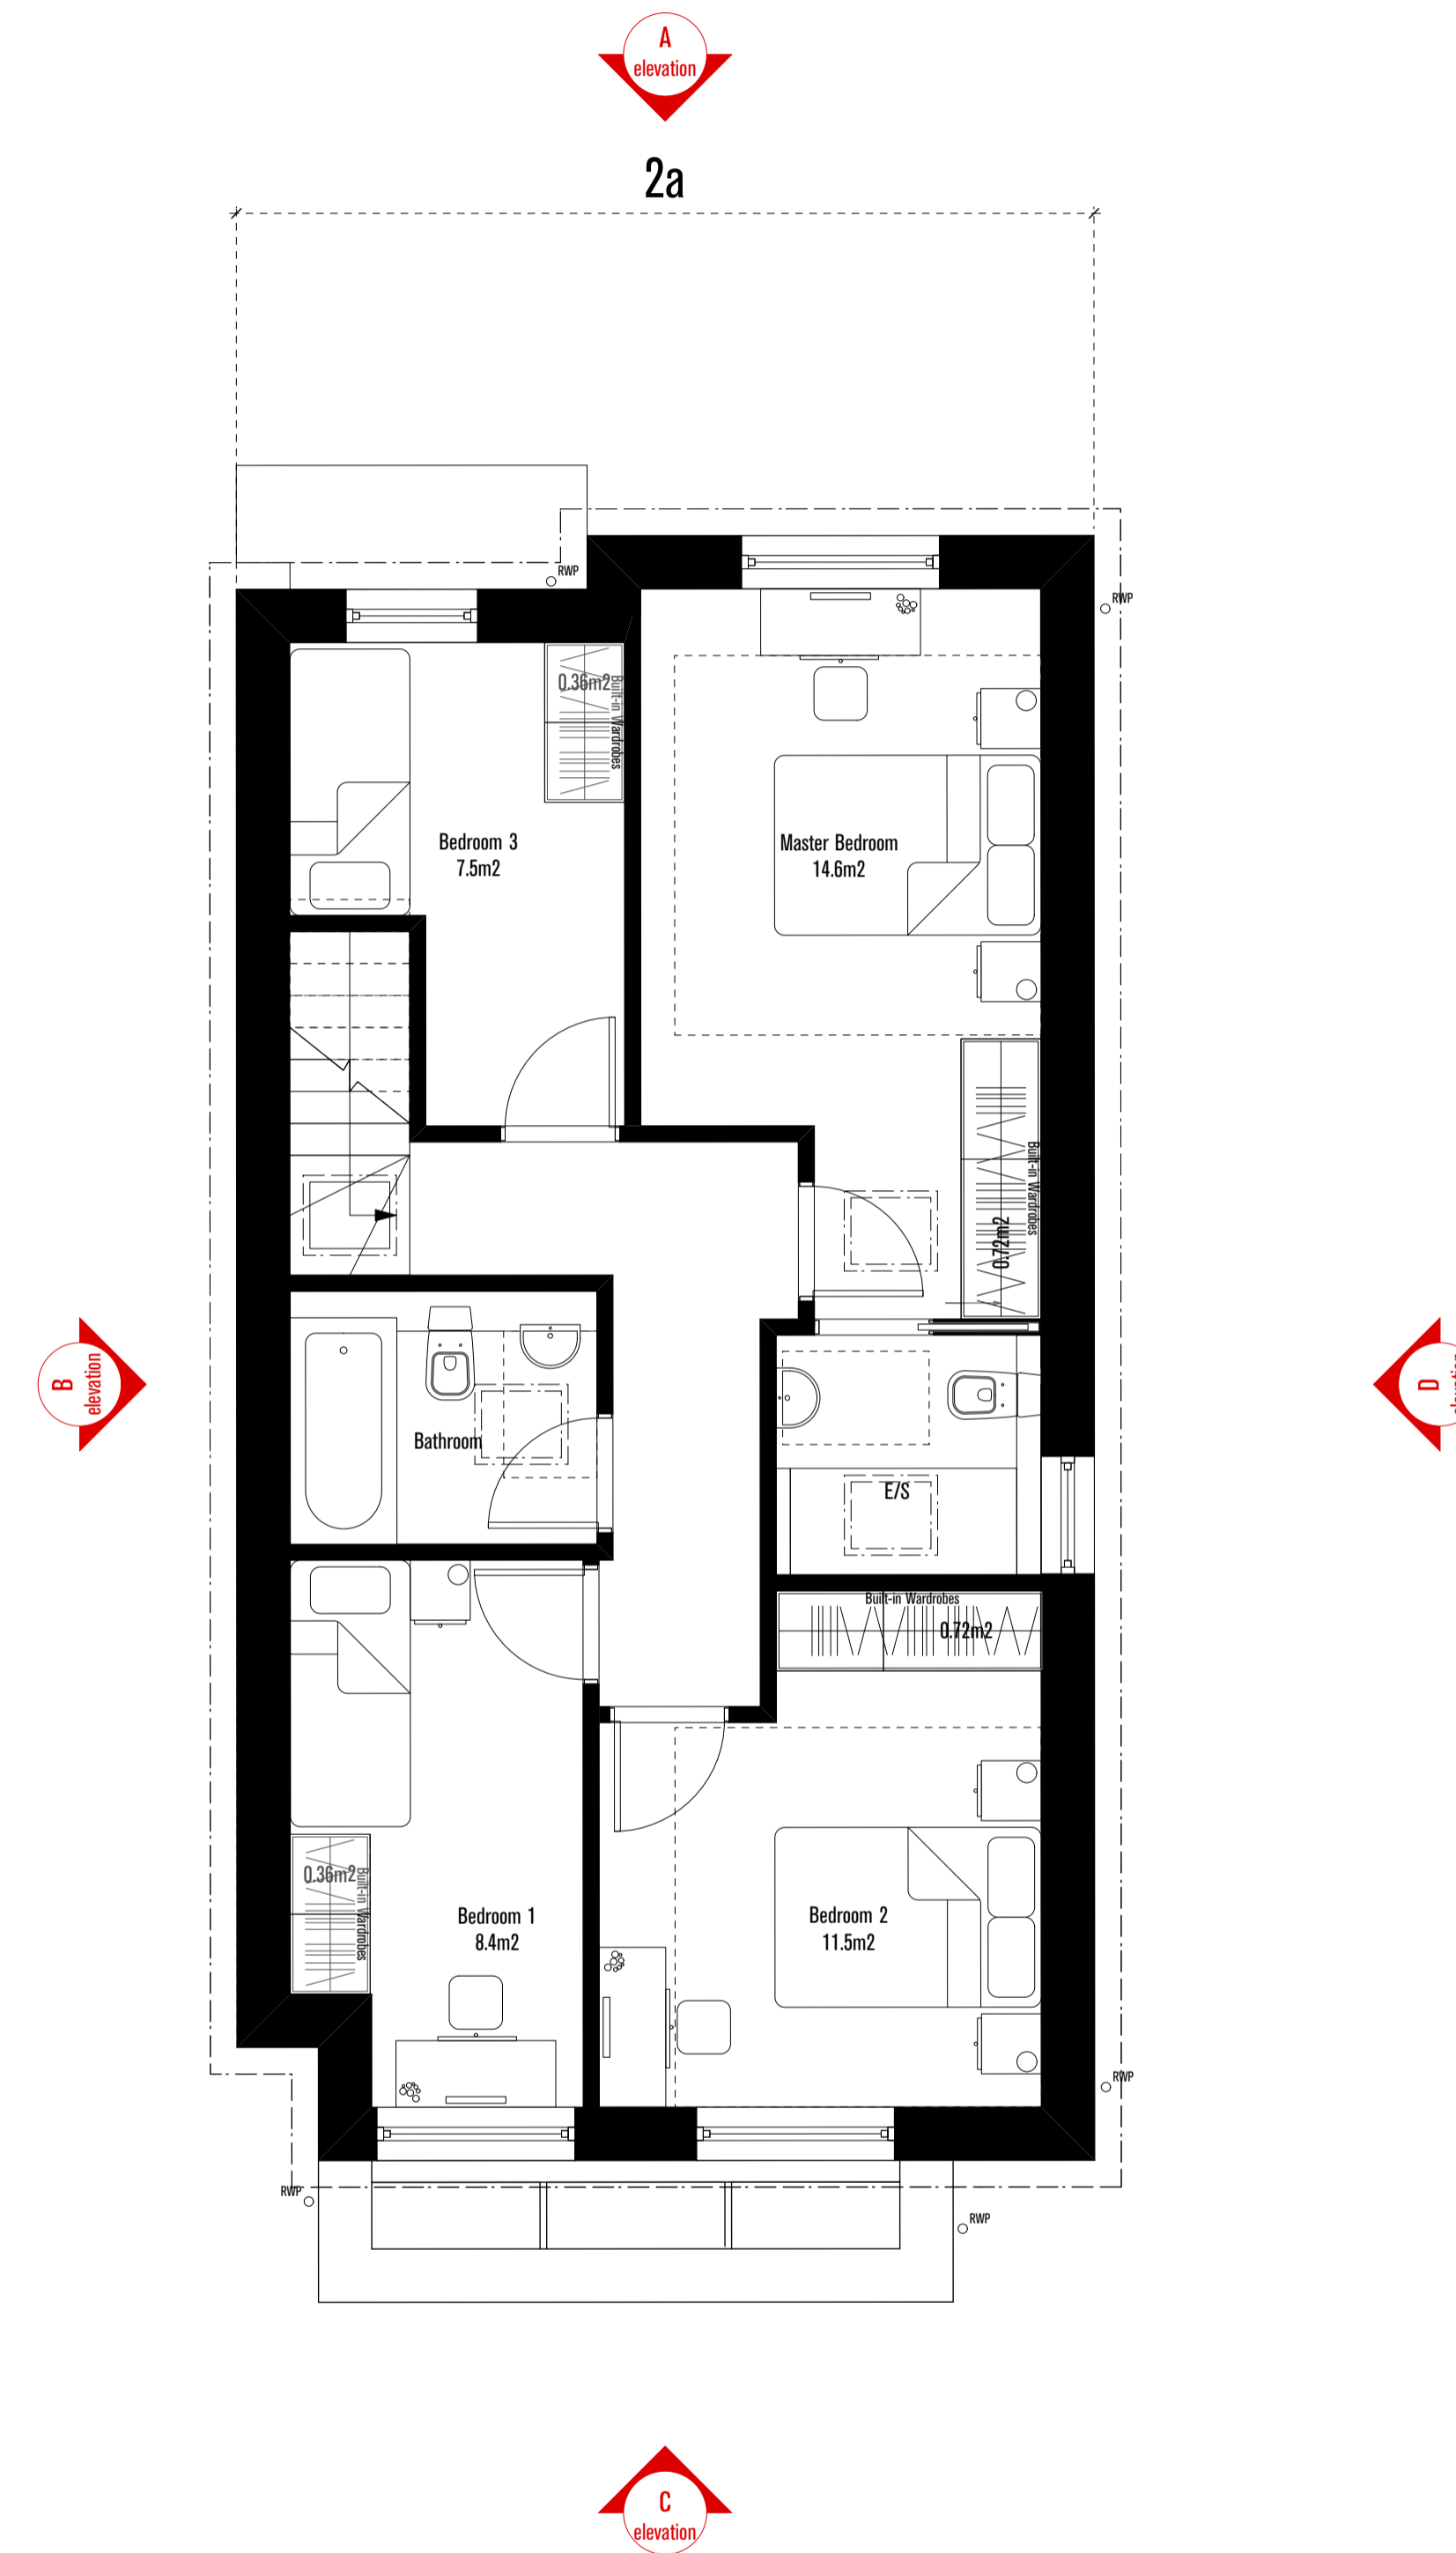 A
elevation
2a
RWP
RWP
0.36m2
Built-in Wardrobes
Bedroom 3
7.5m2
Master Bedroom
14.6m2
Built-in Wardrobes
0.72m2
B
elevation
D
elevation
Bathroom
E/S
Built-in Wardrobes
0.72m2
0.36m2
Built-in Wardrobes
Bedroom 1
8.4m2
Bedroom 2
11.5m2
RWP
RWP
RWP
C
elevation